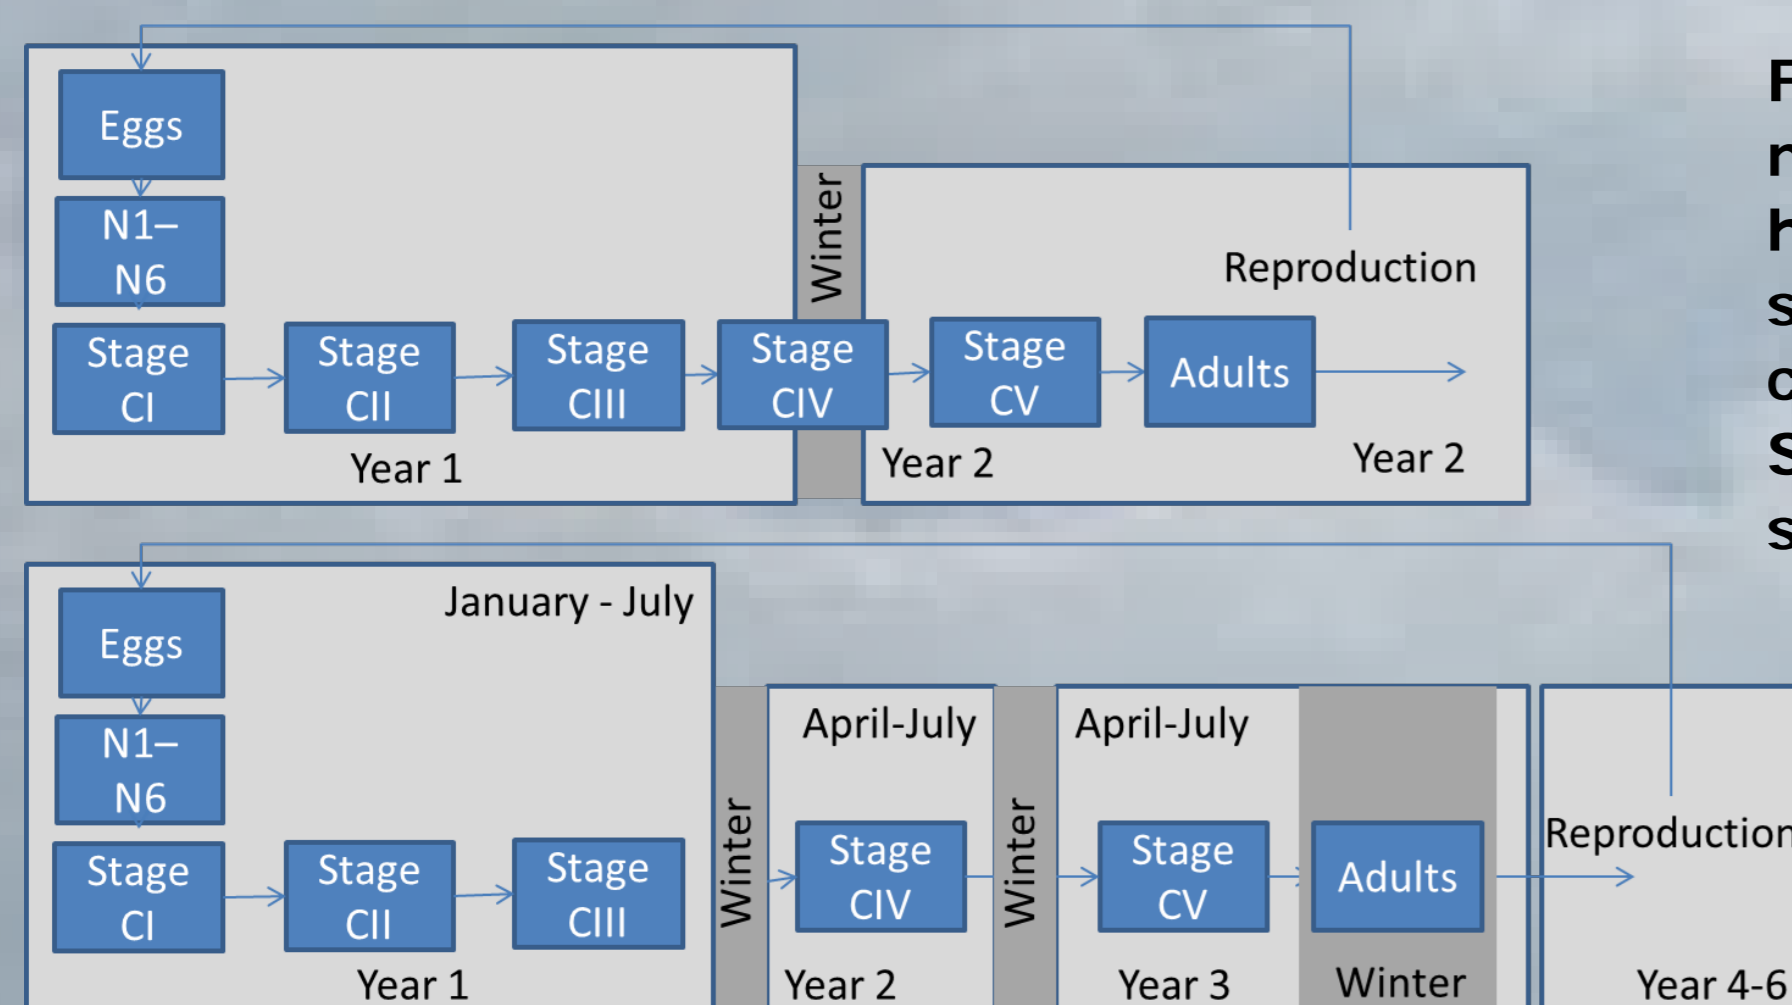 Eggs
N1–
N6
Stage
CI
Stage
CII
Stage
CIII
Stage
CIV
Winter
Stage
CV
Adults
Reproduction
Year 1
Year 2
Year 2
January - July
Eggs
N1–
N6
Stage
CI
Stage
CII
Stage
CIII
Year 1
Winter
April-July
Stage
CIV
Year 2
Winter
April-July
Stage
CV
Year 3
Adults
Winter
Reproduction
Year 4-6